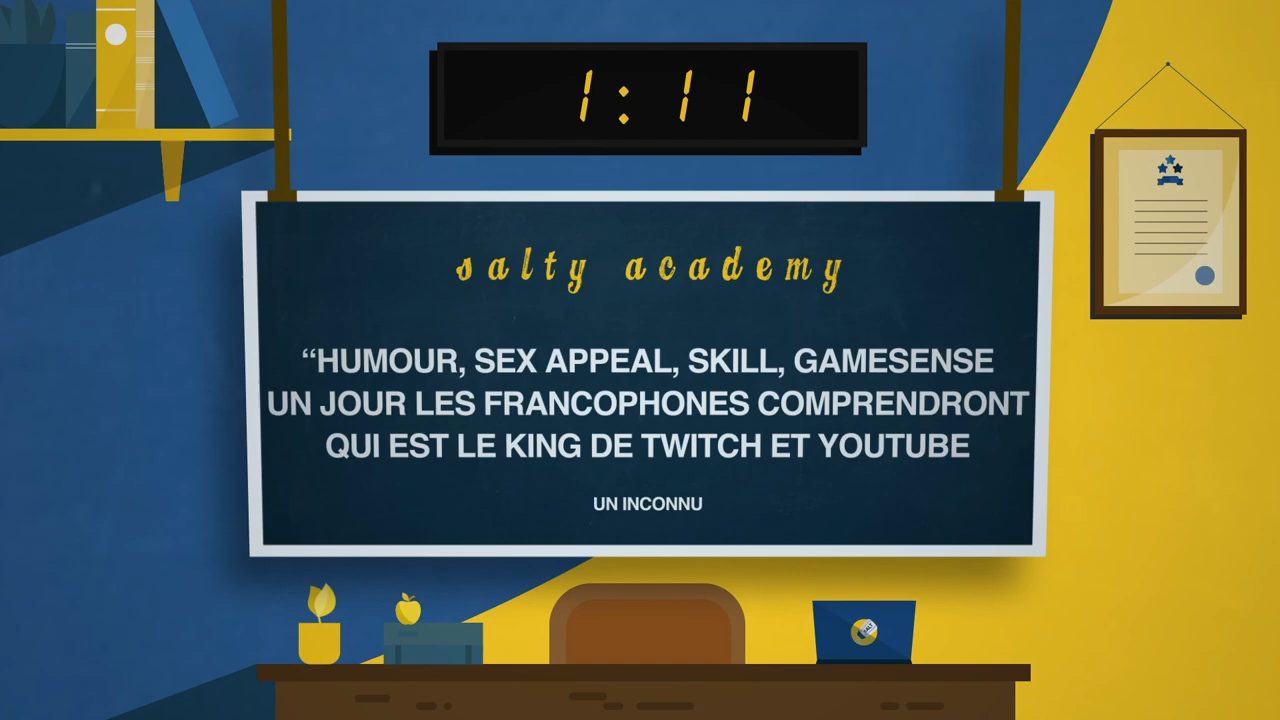 1:11
salty academy
“HUMOUR, SEX APPEAL, SKILL, GAMESENSE
UN JOUR LES FRANCOPHONES COMPRENDRONT
QUI EST LE KING DE TWITCH ET YOUTUBE
UN INCONNU